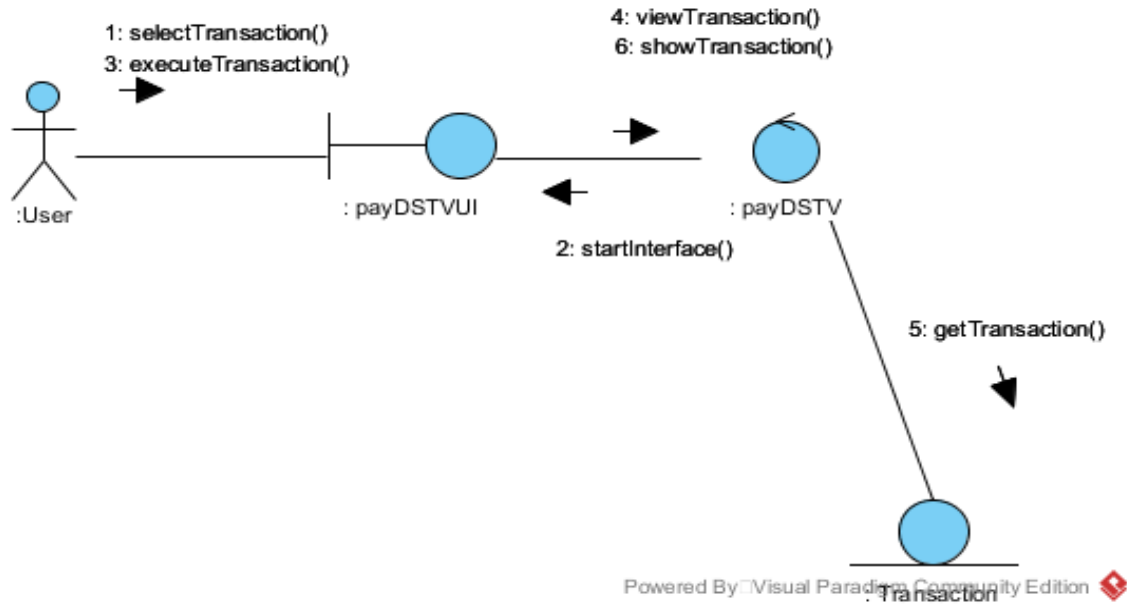 1: selectTransaction()
3: executeTransaction()
4: viewTransaction()
6: showTransaction()
:User
: payDSTVUI
: payDSTV
2: startInterface()
5: getTransaction()
Powered By Visual Paradigm Community Edition
: Transaction